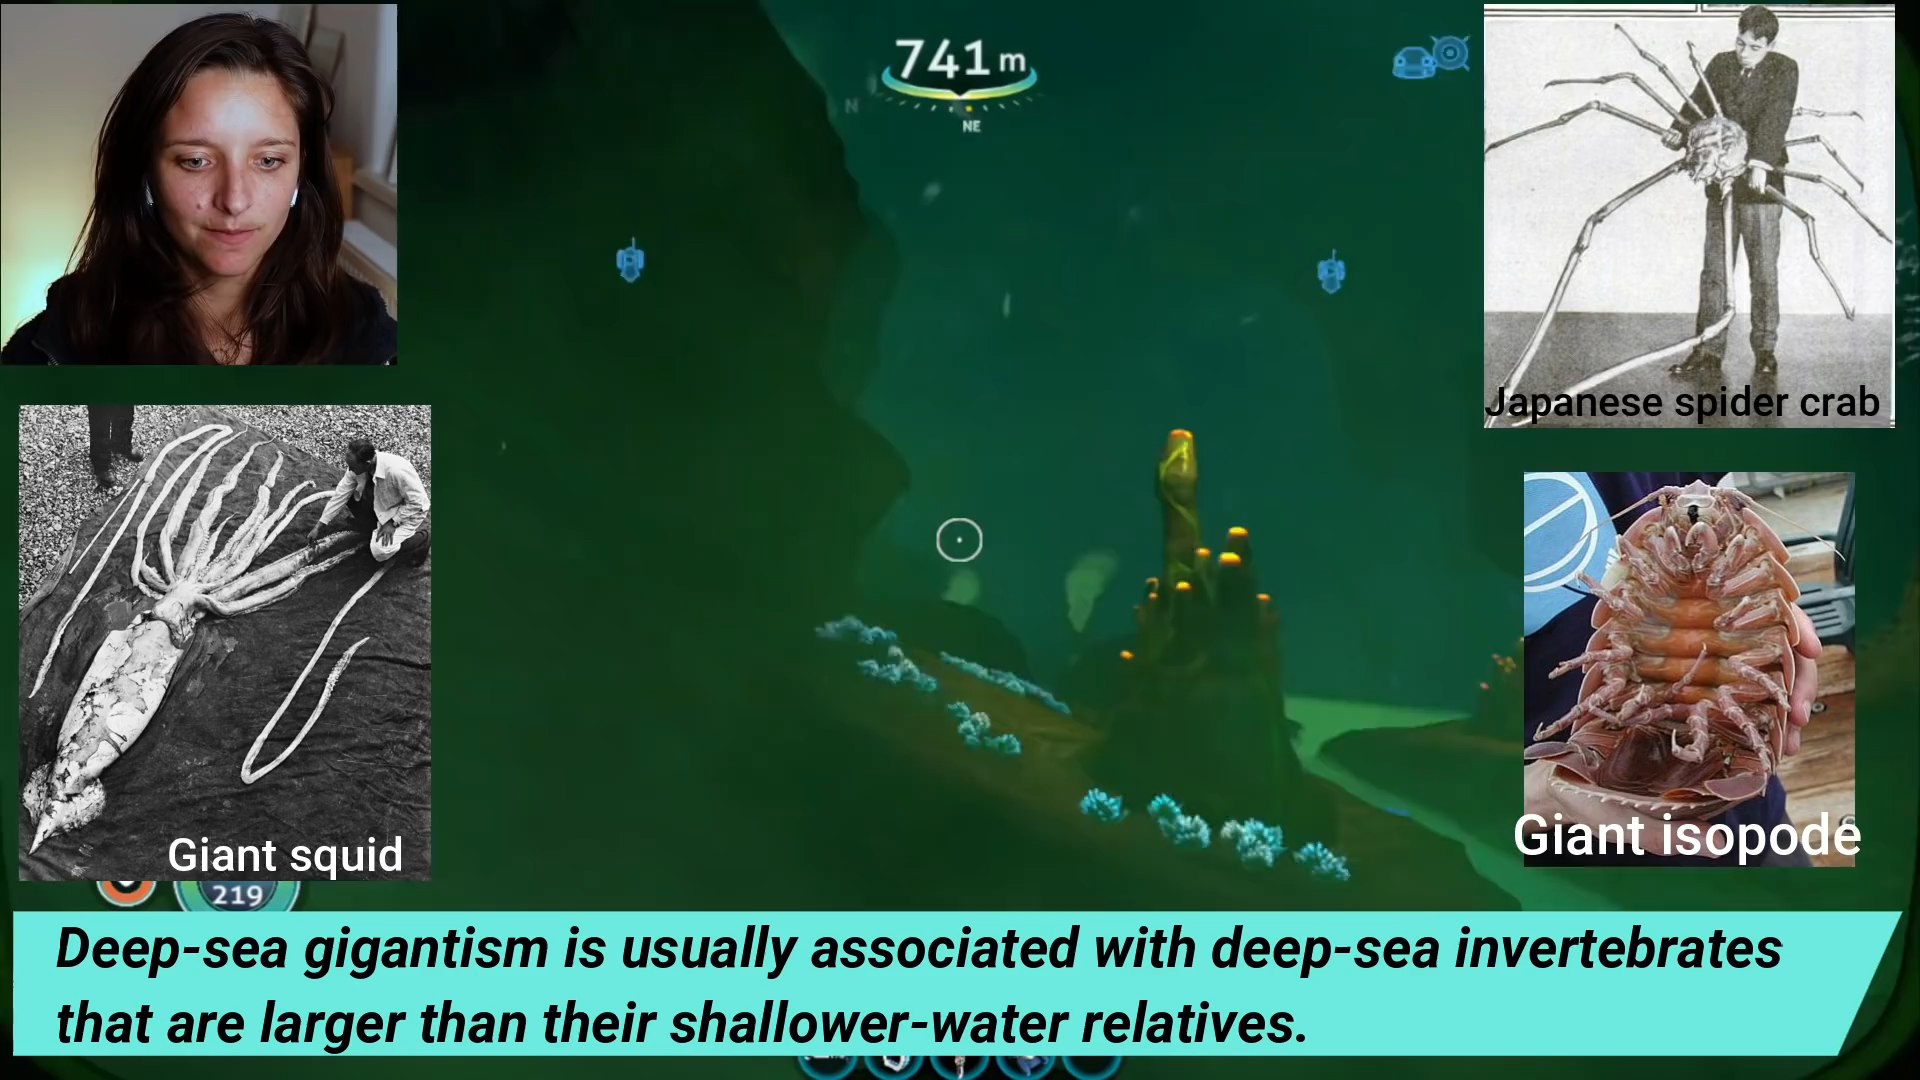 741 m
N
NE
Japanese spider crab
Giant squid
Giant isopode
219
Deep-sea gigantism is usually associated with deep-sea invertebrates
that are larger than their shallower-water relatives.